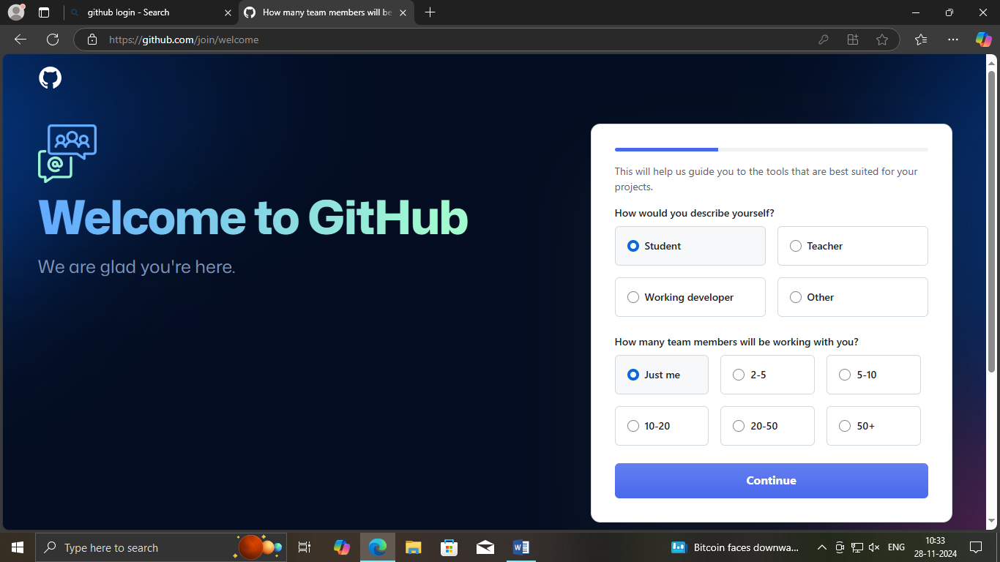 github login - Search
How many team members will be
https://github.com/join/welcome
@
Welcome to GitHub
We are glad you're here.
This will help us guide you to the tools that are best suited for your
projects.
How would you describe yourself?
Student
Teacher
Working developer
Other
How many team members will be working with you?
Just me
2-5
5-10
10-20
20-50
50+
Continue
Type here to search
Bitcoin faces downwa...
ENG
10:33
28-11-2024